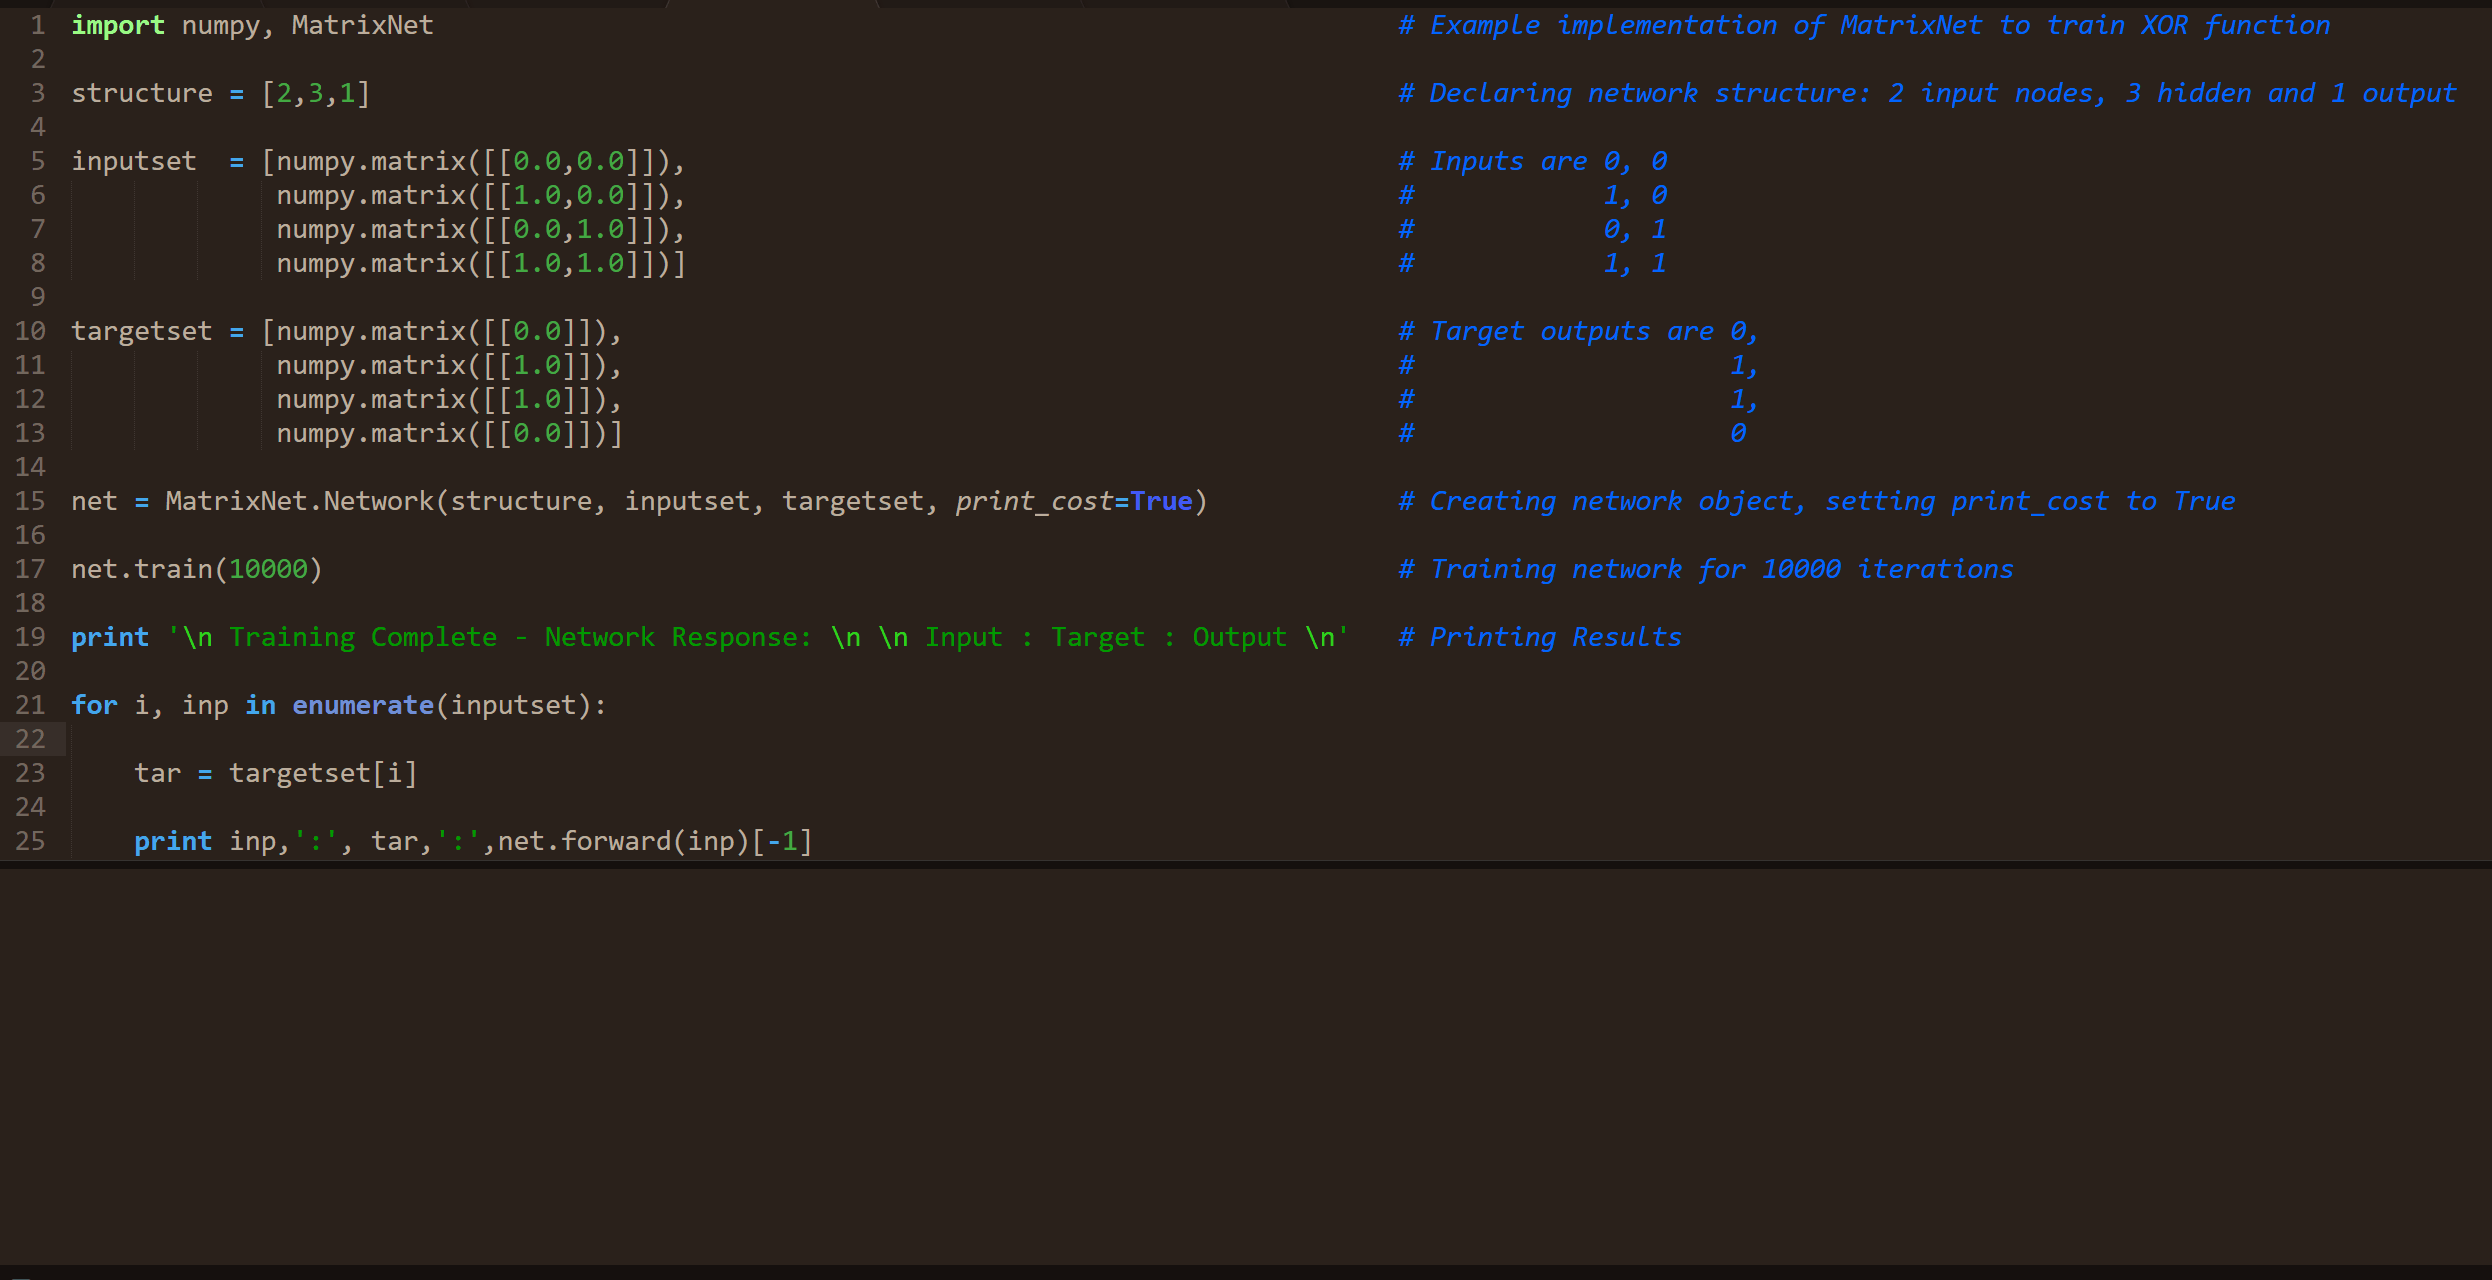 1 import numpy, MatrixNet # Example implementation of MatrixNet to train XOR function
2
3 structure = [2,3,1] # Declaring network structure: 2 input nodes, 3 hidden and 1 output
4
5 inputset  = [numpy.matrix([[0.0,0.0]]), # Inputs are 0, 0
6              numpy.matrix([[1.0,0.0]]), #            1, 0
7              numpy.matrix([[0.0,1.0]]), #            0, 1
8              numpy.matrix([[1.0,1.0]])] #            1, 1
9
10 targetset = [numpy.matrix([[0.0]]), # Target outputs are 0,
11              numpy.matrix([[1.0]]), #                    1,
12              numpy.matrix([[1.0]]), #                    1,
13              numpy.matrix([[0.0]])] #                    0
14
15 net = MatrixNet.Network(structure, inputset, targetset, print_cost=True) # Creating network object, setting print_cost to True
16
17 net.train(10000) # Training network for 10000 iterations
18
19 print '\n Training Complete - Network Response: \n \n Input : Target : Output \n' # Printing Results
20
21 for i, inp in enumerate(inputset):
22
23     tar = targetset[i]
24
25     print inp,':', tar,':',net.forward(inp)[-1]